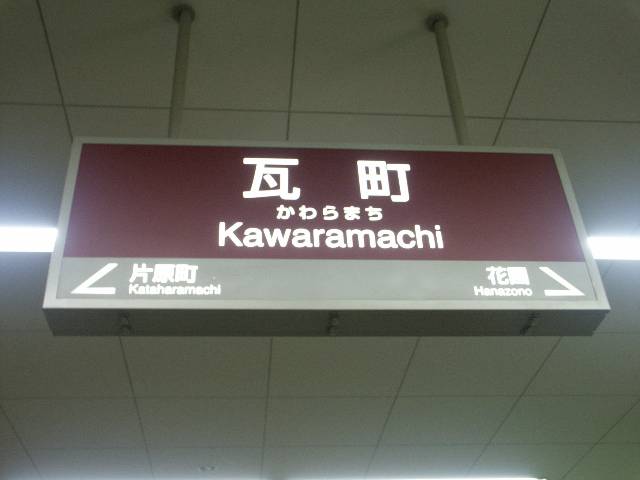 瓦町
かわらまち
Kawaramachi
片原町
Kataharamachi
花園
Hanazono